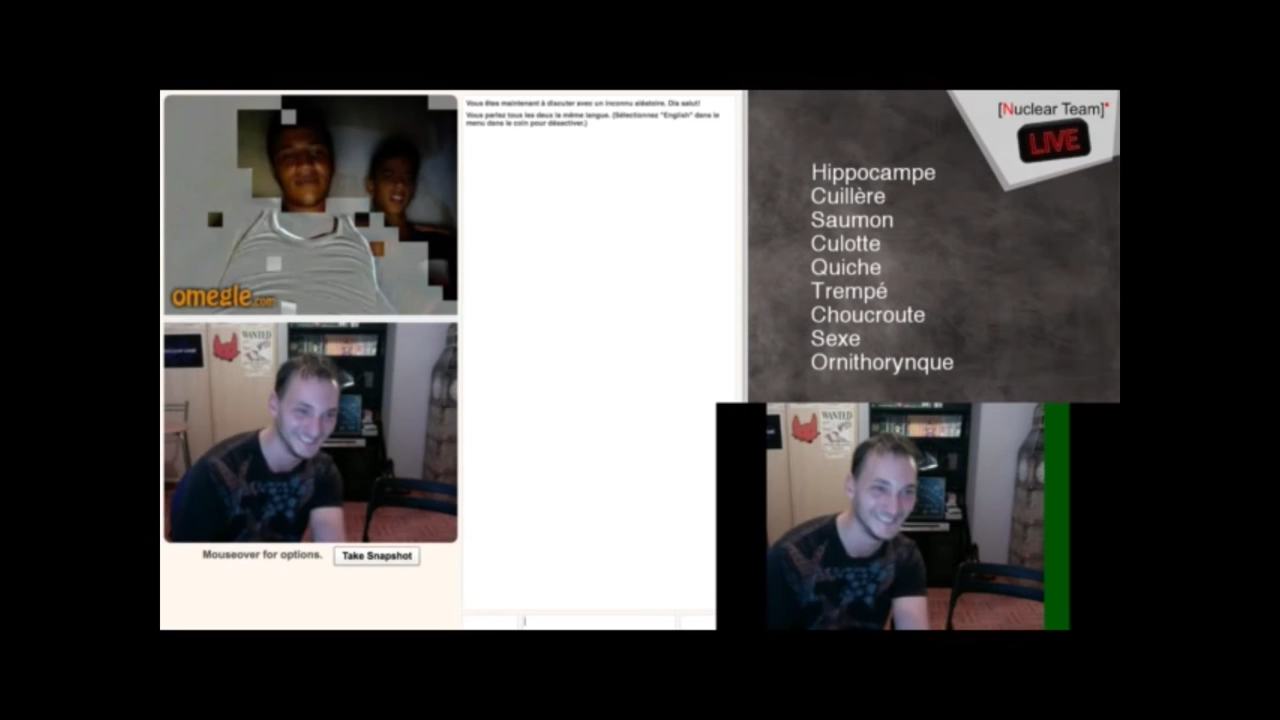 Vous êtes maintenant à discuter avec un inconnu aléatoire. Dis salut!
Vous parlez tous les deux la même langue. (Sélectionnez "English" dans le
menu dans le coin pour désactiver.)
omegle.com
WANTED
Mouseover for options.
Take Snapshot
[Nuclear Team]
LIVE
Hippocampe
Cuillère
Saumon
Culotte
Quiche
Trempé
Choucroute
Sexe
Ornithorynque
WANTED